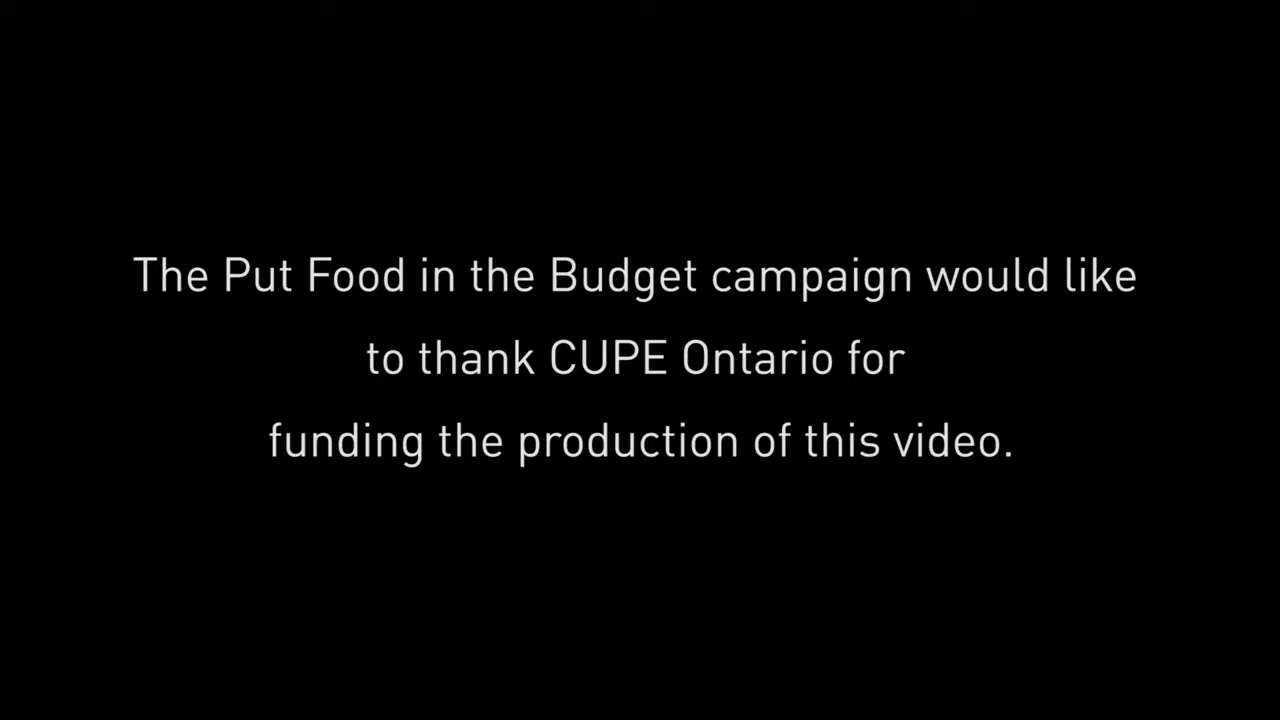 The Put Food in the Budget campaign would like
to thank CUPE Ontario for
funding the production of this video.